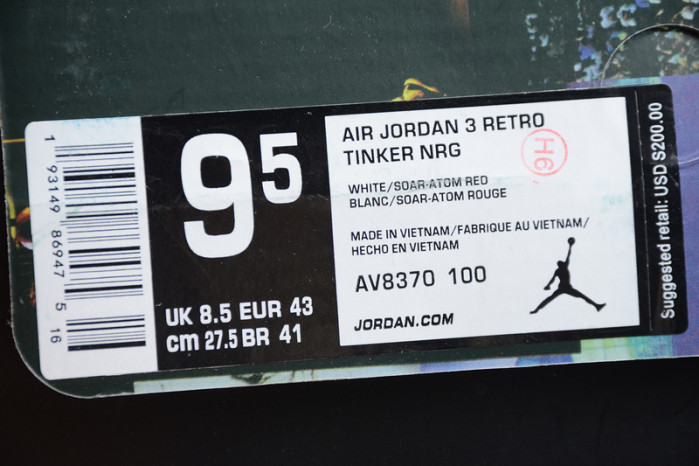 1 93149 86947 5 16
9.5
UK 8.5 EUR 43
cm 27.5 BR 41
AIR JORDAN 3 RETRO
TINKER NRG
H6
WHITE/SOAR-ATOM RED
BLANC/SOAR-ATOM ROUGE
MADE IN VIETNAM/FABRIQUE AU VIETNAM/
HECHO EN VIETNAM
AV8370 100
JORDAN.COM
Suggested retail: USD $200.00